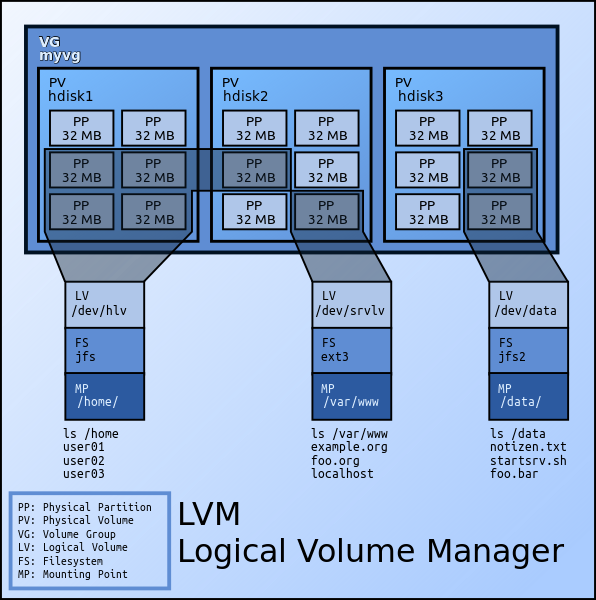 VG
myvg
PV
hdisk1
PP
32 MB
PP
32 MB
PP
32 MB
PP
32 MB
PP
32 MB
PP
32 MB
PV
hdisk2
PP
32 MB
PP
32 MB
PP
32 MB
PP
32 MB
PP
32 MB
PP
32 MB
PV
hdisk3
PP
32 MB
PP
32 MB
PP
32 MB
PP
32 MB
PP
32 MB
PP
32 MB
LV
/dev/hlv
FS
jfs
MP
/home/
ls /home
user01
user02
user03
LV
/dev/srvlv
FS
ext3
MP
/var/www
ls /var/www
example.org
foo.org
localhost
LV
/dev/data
FS
jfs2
MP
/data/
ls /data
notizen.txt
startsrv.sh
foo.bar
PP: Physical Partition
PV: Physical Volume
VG: Volume Group
LV: Logical Volume
FS: Filesystem
MP: Mounting Point
LVM
Logical Volume Manager